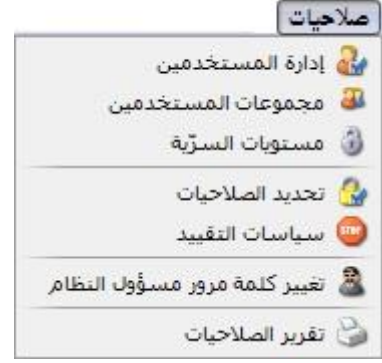 صلاحيات
إدارة المستخدمين
مجموعات المستخدمين
مستويات السرّية
تحديد الصلاحيات
سياسات التقييد
تغيير كلمة مرور مسؤول النظام
تقرير الصلاحيات